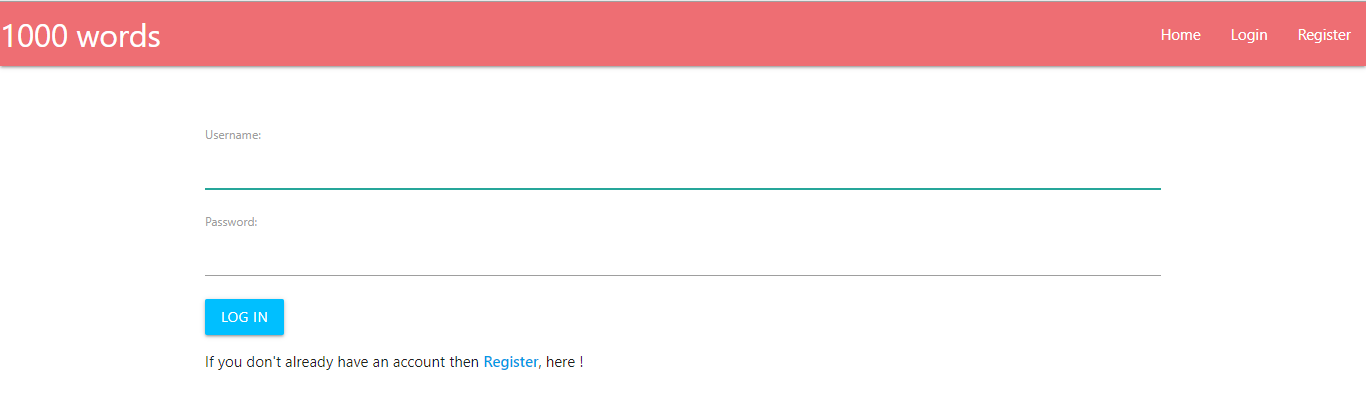 1000 words
Home Login Register
Username:
Password:
LOG IN
If you don't already have an account then Register, here !